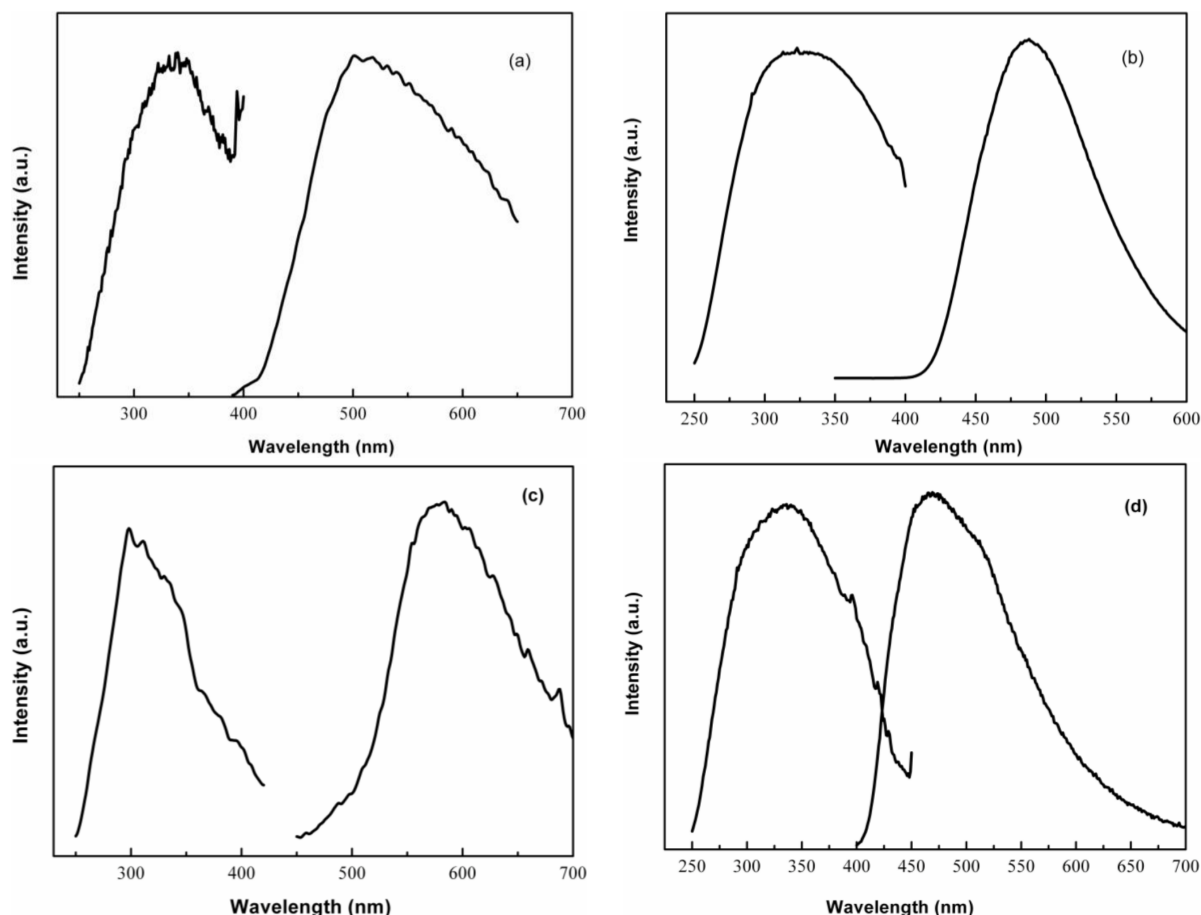 (a)
Intensity (a.u.)
300 400 500 600 700
Wavelength (nm)
(b)
Intensity (a.u.)
250 300 350 400 450 500 550 600
Wavelength (nm)
(c)
Intensity (a.u.)
300 400 500 600 700
Wavelength (nm)
(d)
Intensity (a.u.)
250 300 350 400 450 500 550 600 650 700
Wavelength (nm)